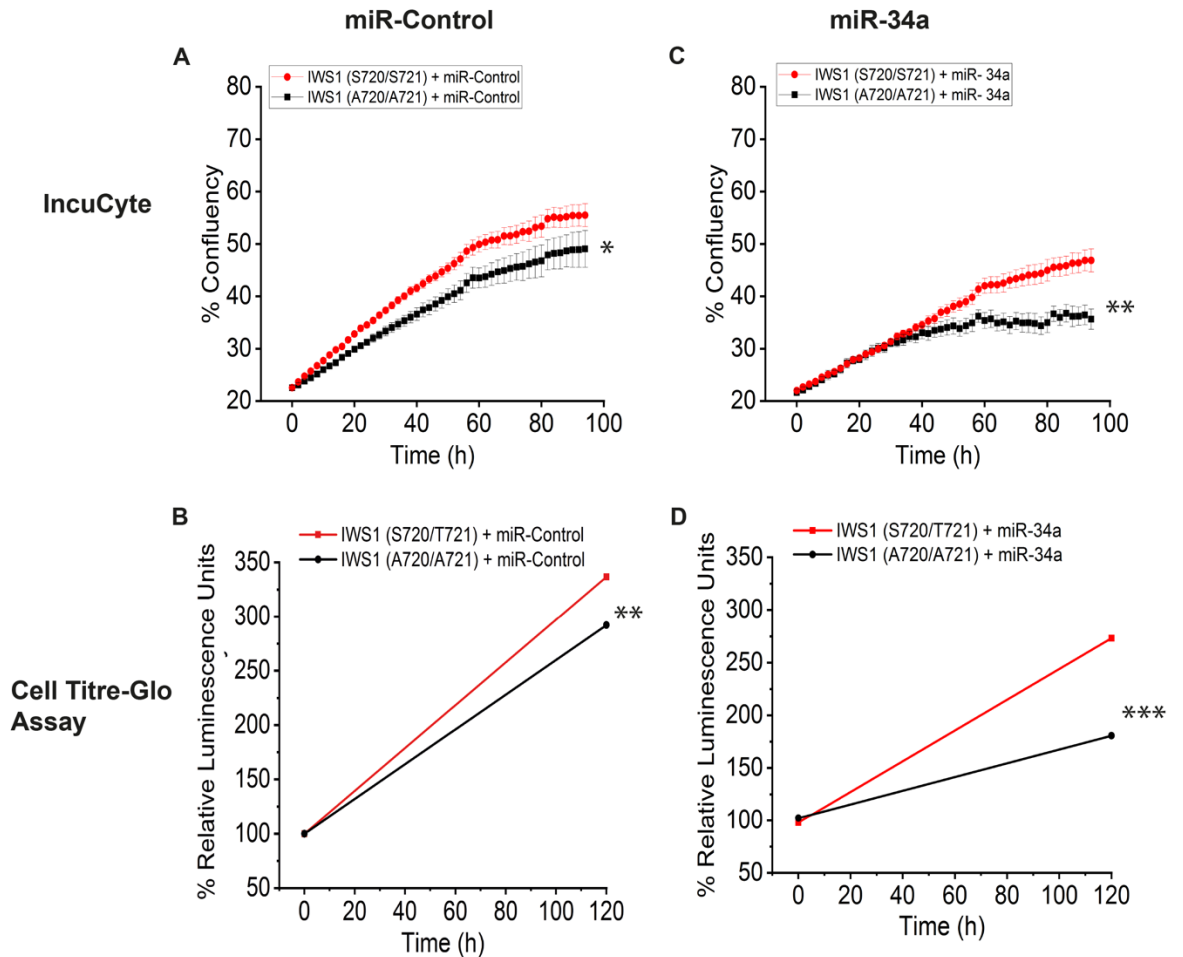 miR-Control
miR-34a
IncuCyte
Cell Titre-Glo
Assay
A
IWS1 (S720/S721) + miR-Control
IWS1 (A720/A721) + miR-Control
% Confluency
80
70
60
50
40
30
20
0 20 40 60 80 100
Time (h)
*
C
IWS1 (S720/S721) + miR- 34a
IWS1 (A720/A721) + miR- 34a
% Confluency
80
70
60
50
40
30
20
0 20 40 60 80 100
Time (h)
**
B
IWS1 (S720/T721) + miR-Control
IWS1 (A720/A721) + miR-Control
% Relative Luminescence Units
350
300
250
200
150
100
50
0 20 40 60 80 100 120
Time (h)
**
D
IWS1 (S720/T721) + miR-34a
IWS1 (A720/A721) + miR-34a
% Relative Luminescence Units
350
300
250
200
150
100
50
0 20 40 60 80 100 120
Time (h)
***